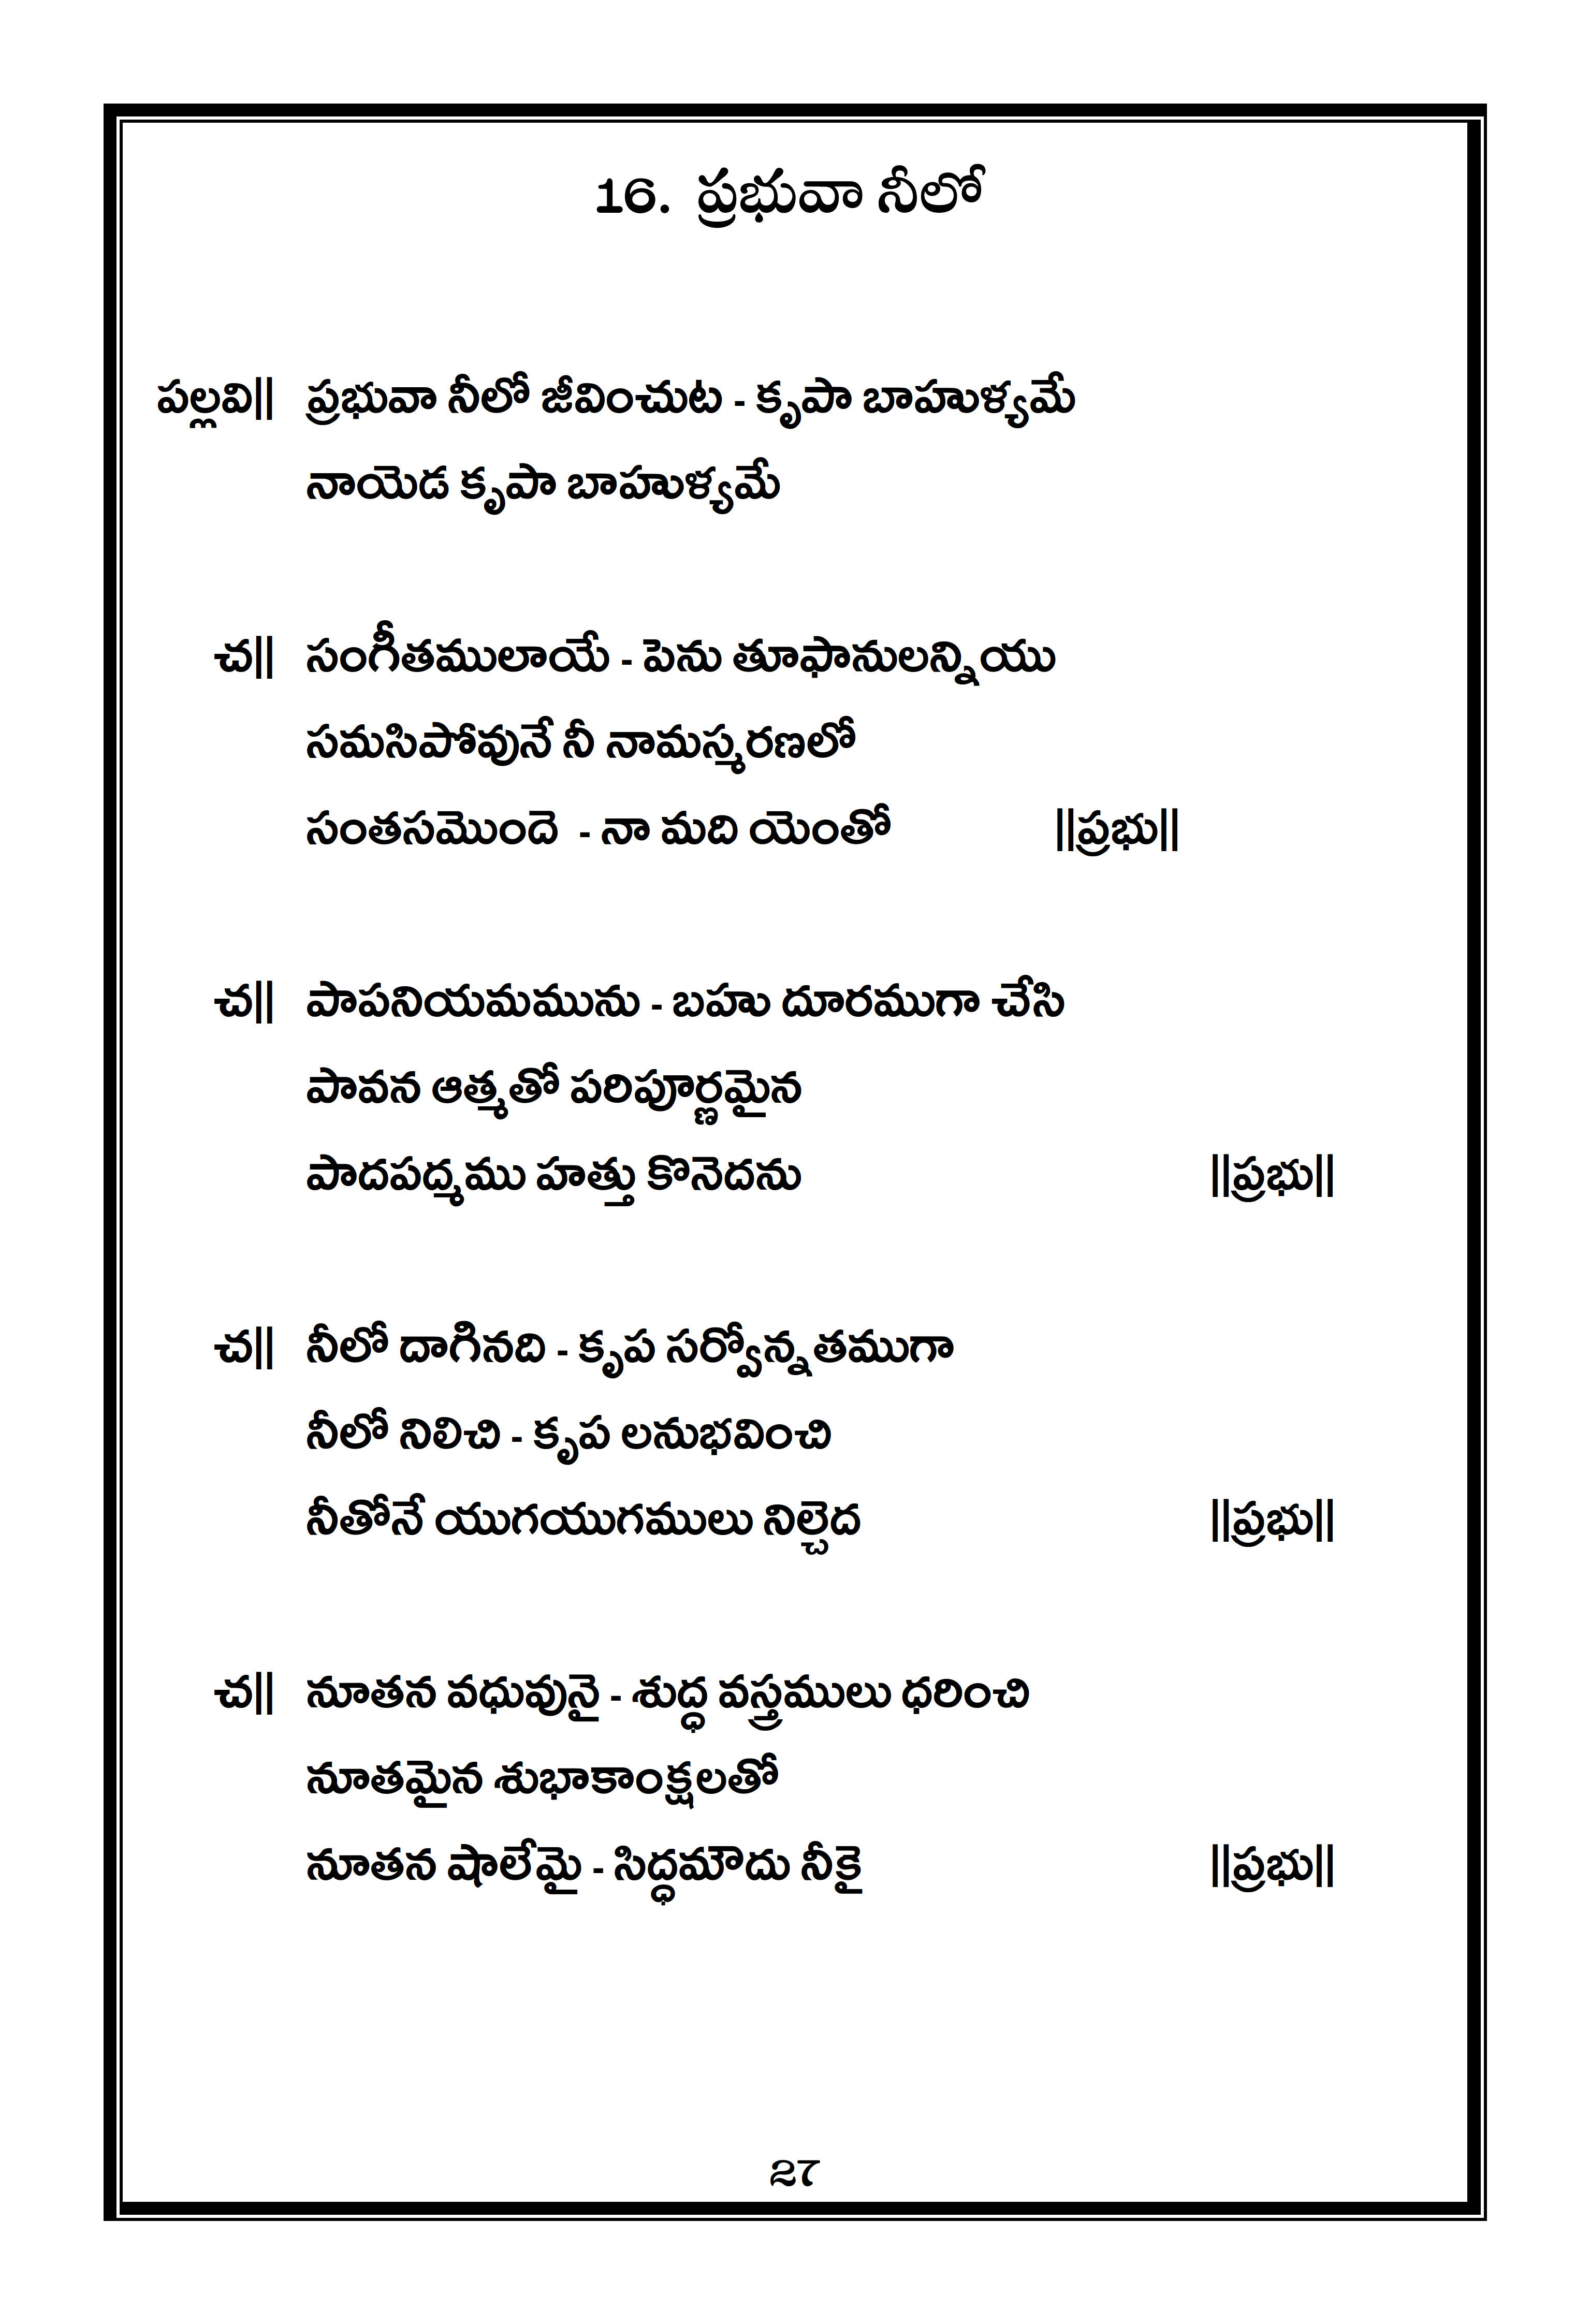 16. ప్రభువా నీలో
పల్లవి|| ప్రభువా నీలో జీవించుట - కృపా బాహుళ్యమే
నాయెడ కృపా బాహుళ్యమే
చ|| సంగీతములాయే - పెను తూఫానులన్నియు
సమసిపోవునే నీ నామస్మరణలో
సంతసమొందె - నా మది యెంతో ||ప్రభు||
చ|| పాపనియమమును - బహు దూరముగా చేసి
పావన ఆత్మతో పరిపూర్ణమైన
పాదపద్మము హత్తు కొనెదను ||ప్రభు||
చ|| నీలో దాగినది - కృప సర్వోన్నతముగా
నీలో నిలిచి - కృప లనుభవించి
నీతోనే యుగయుగములు నిల్చెద ||ప్రభు||
చ|| నూతన వధువునై - శుద్ధ వస్త్రములు ధరించి
నూతమైన శుభాకాంక్షలతో
నూతన షాలేమై - సిద్ధమౌదు నీకై ||ప్రభు||
౨౭